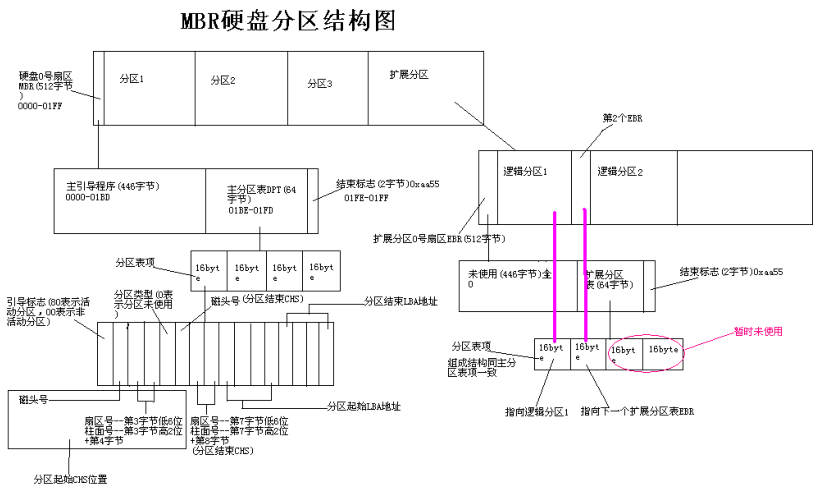 MBR硬盘分区结构图
硬盘0号扇区
MBR(512字节
)
0000-01FF
分区1
分区2
分区3
扩展分区
第2个EBR
逻辑分区1
逻辑分区2
主引导程序(446字节)
0000-01BD
主分区表DPT(64
字节)
01BE-01FD
结束标志(2字节)0xaa55
01FE-01FF
扩展分区0号扇区EBR(512字节)
分区表项
16byt
e
16byt
e
16byt
e
16byt
e
未使用(446字节)全
0
扩展分区
表(64字节)
结束标志(2字节)0xaa55
引导标志(80表示活
动分区，00表示非
活动分区)
分区类型(0表
示分区未使用
)
磁头号(分区结束CHS)
分区结束LBA地址
分区表项
组成结构同主分
区表项一致
16byt
e
16byt
e
16byt
e
16byte
暂时未使用
指向逻辑分区1
指向下一个扩展分区表EBR
磁头号
扇区号--第3字节低6位
柱面号--第3字节高2位
+第4字节
扇区号--第7字节低6位
柱面号--第7字节高2位
+第8字节
(分区结束CHS)
分区起始LBA地址
分区起始CHS位置